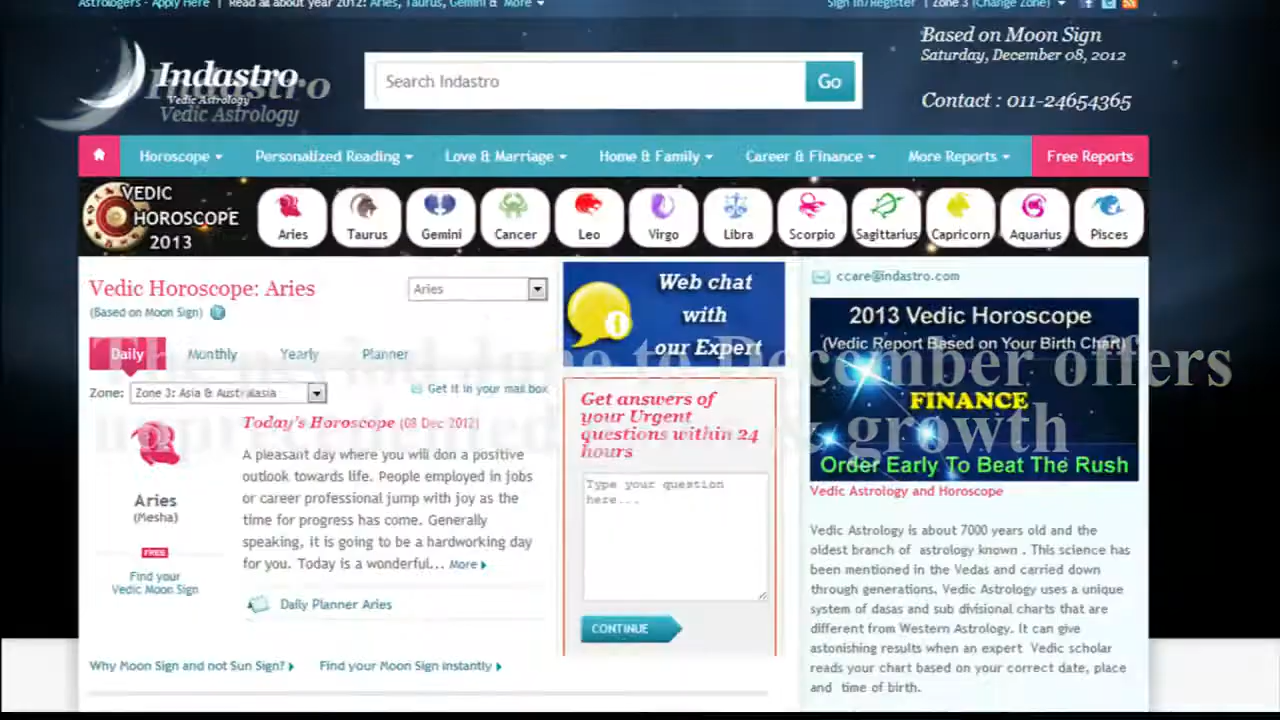 Astrologers - Apply Here | Read all about year 2012: Aries, Taurus, Gemini & More
Sign In/Register | Zone 3 (Change Zone)
Indastro
Vedic Astrology
Indastro
Vedic Astrology
Search Indastro
Go
Based on Moon Sign
Saturday, December 08, 2012
Contact : 011-24654365
Horoscope
Personalized Reading
Love & Marriage
Home & Family
Career & Finance
More Reports
Free Reports
VEDIC
HOROSCOPE
2013
Aries
Taurus
Gemini
Cancer
Leo
Virgo
Libra
Scorpio
Sagittarius
Capricorn
Aquarius
Pisces
Vedic Horoscope: Aries
Aries
(Based on Moon Sign)
Daily
Monthly
Yearly
Planner
Zone: Zone 3: Asia & Australasia
Get it in your mail box
Today's Horoscope (08 Dec 2012)
A pleasant day where you will don a positive
outlook towards life. People employed in jobs
or career professional jump with joy as the
time for progress has come. Generally
speaking, it is going to be a hardworking day
for you. Today is a wonderful... More
Aries
(Mesha)
FREE
Find your
Vedic Moon Sign
Daily Planner Aries
Why Moon Sign and not Sun Sign?
Find your Moon Sign instantly
Web chat
with
our Expert
Get answers of
your Urgent
questions within 24
hours
Type your question
here...
CONTINUE
ccare@indastro.com
2013 Vedic Horoscope
(Vedic Report Based on Your Birth Chart)
FINANCE
Order Early To Beat The Rush
Vedic Astrology and Horoscope
Vedic Astrology is about 7000 years old and the
oldest branch of astrology known . This science has
been mentioned in the Vedas and carried down
through generations. Vedic Astrology uses a unique
system of dasas and sub divisional charts that are
different from Western Astrology. It can give
astonishing results when an expert Vedic scholar
reads your chart based on your correct date, place
and time of birth.
The period June to December offers
& growth